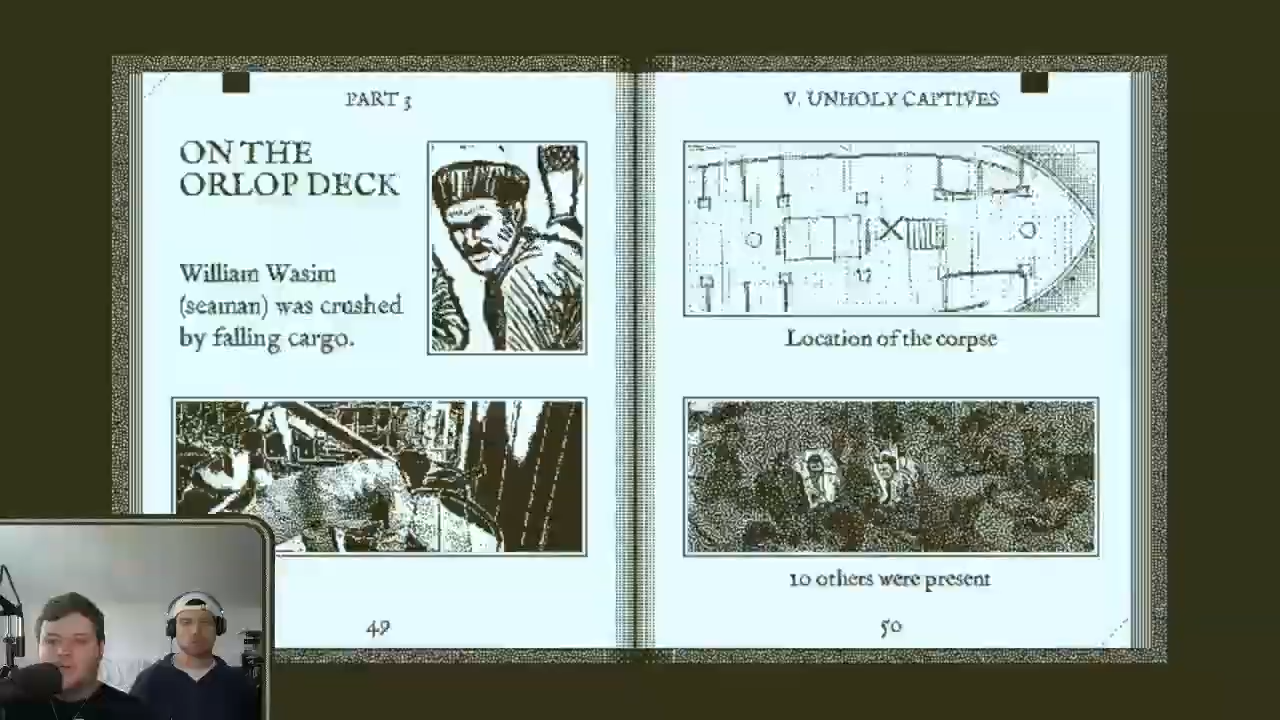 PART 3
ON THE
ORLOP DECK
William Wasim
(seaman) was crushed
by falling cargo.
49
V. UNHOLY CAPTIVES
Location of the corpse
10 others were present
50